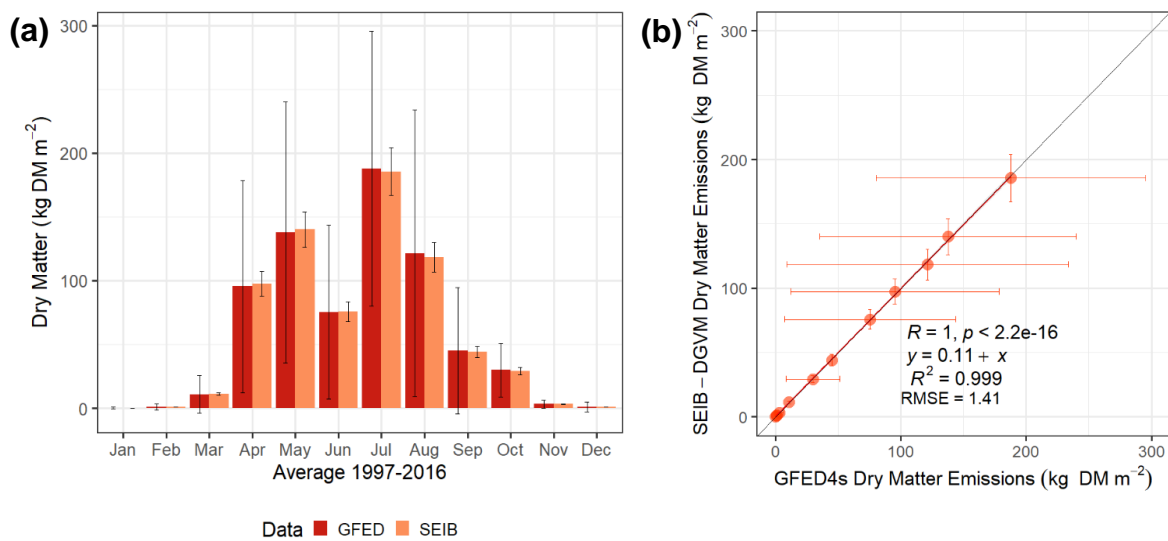 (a)
Dry Matter (kg DM m⁻²)
300
200
100
0
Jan Feb Mar Apr May Jun Jul Aug Sep Oct Nov Dec
Average 1997-2016
Data GFED SEIB
(b)
SEIB – DGVM Dry Matter Emissions (kg DM m⁻²)
300
200
100
0
R = 1, p < 2.2e-16
y = 0.11 + x
R² = 0.999
RMSE = 1.41
0 100 200 300
GFED4s Dry Matter Emissions (kg DM m⁻²)